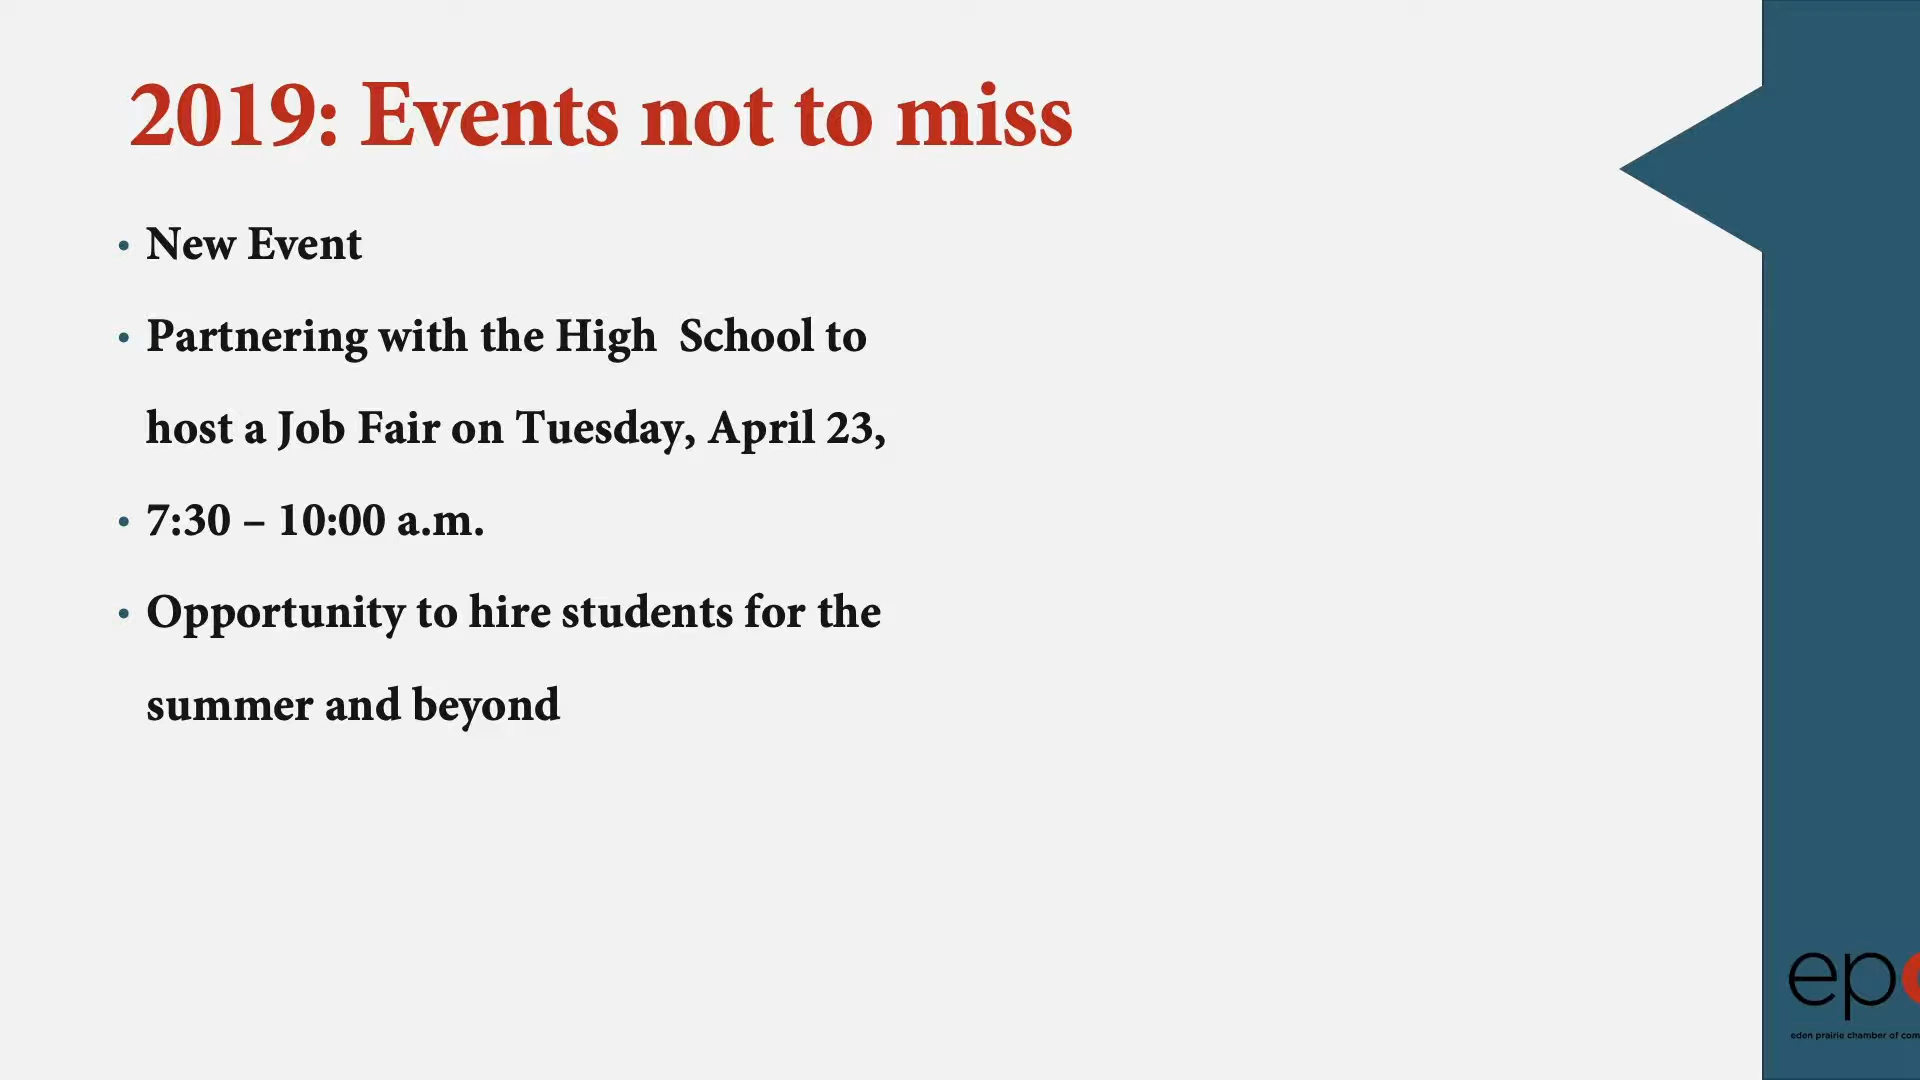 2019: Events not to miss
• New Event
• Partnering with the High  School to
host a Job Fair on Tuesday, April 23,
• 7:30 – 10:00 a.m.
• Opportunity to hire students for the
summer and beyond
ep
eden prairie chamber of com